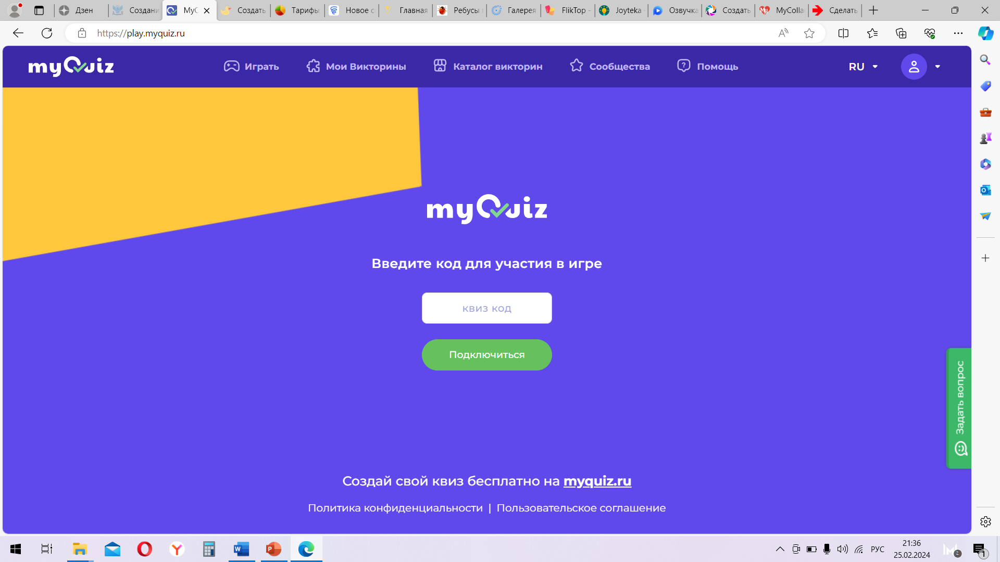 Дзен
Создани
MyC
Создать
Тарифы
Новое с
Главная
Ребусы
Галерея
FlikTop -
Joyteka
Озвучка
Создать
MyColla
Сделать
https://play.myquiz.ru
myQuiz
Играть
Мои Викторины
Каталог викторин
Сообщества
Помощь
RU
myQuiz
Введите код для участия в игре
квиз код
Подключиться
Задать вопрос
Создай свой квиз бесплатно на myquiz.ru
Политика конфиденциальности | Пользовательское соглашение
РУС
21:36
25.02.2024
2
1